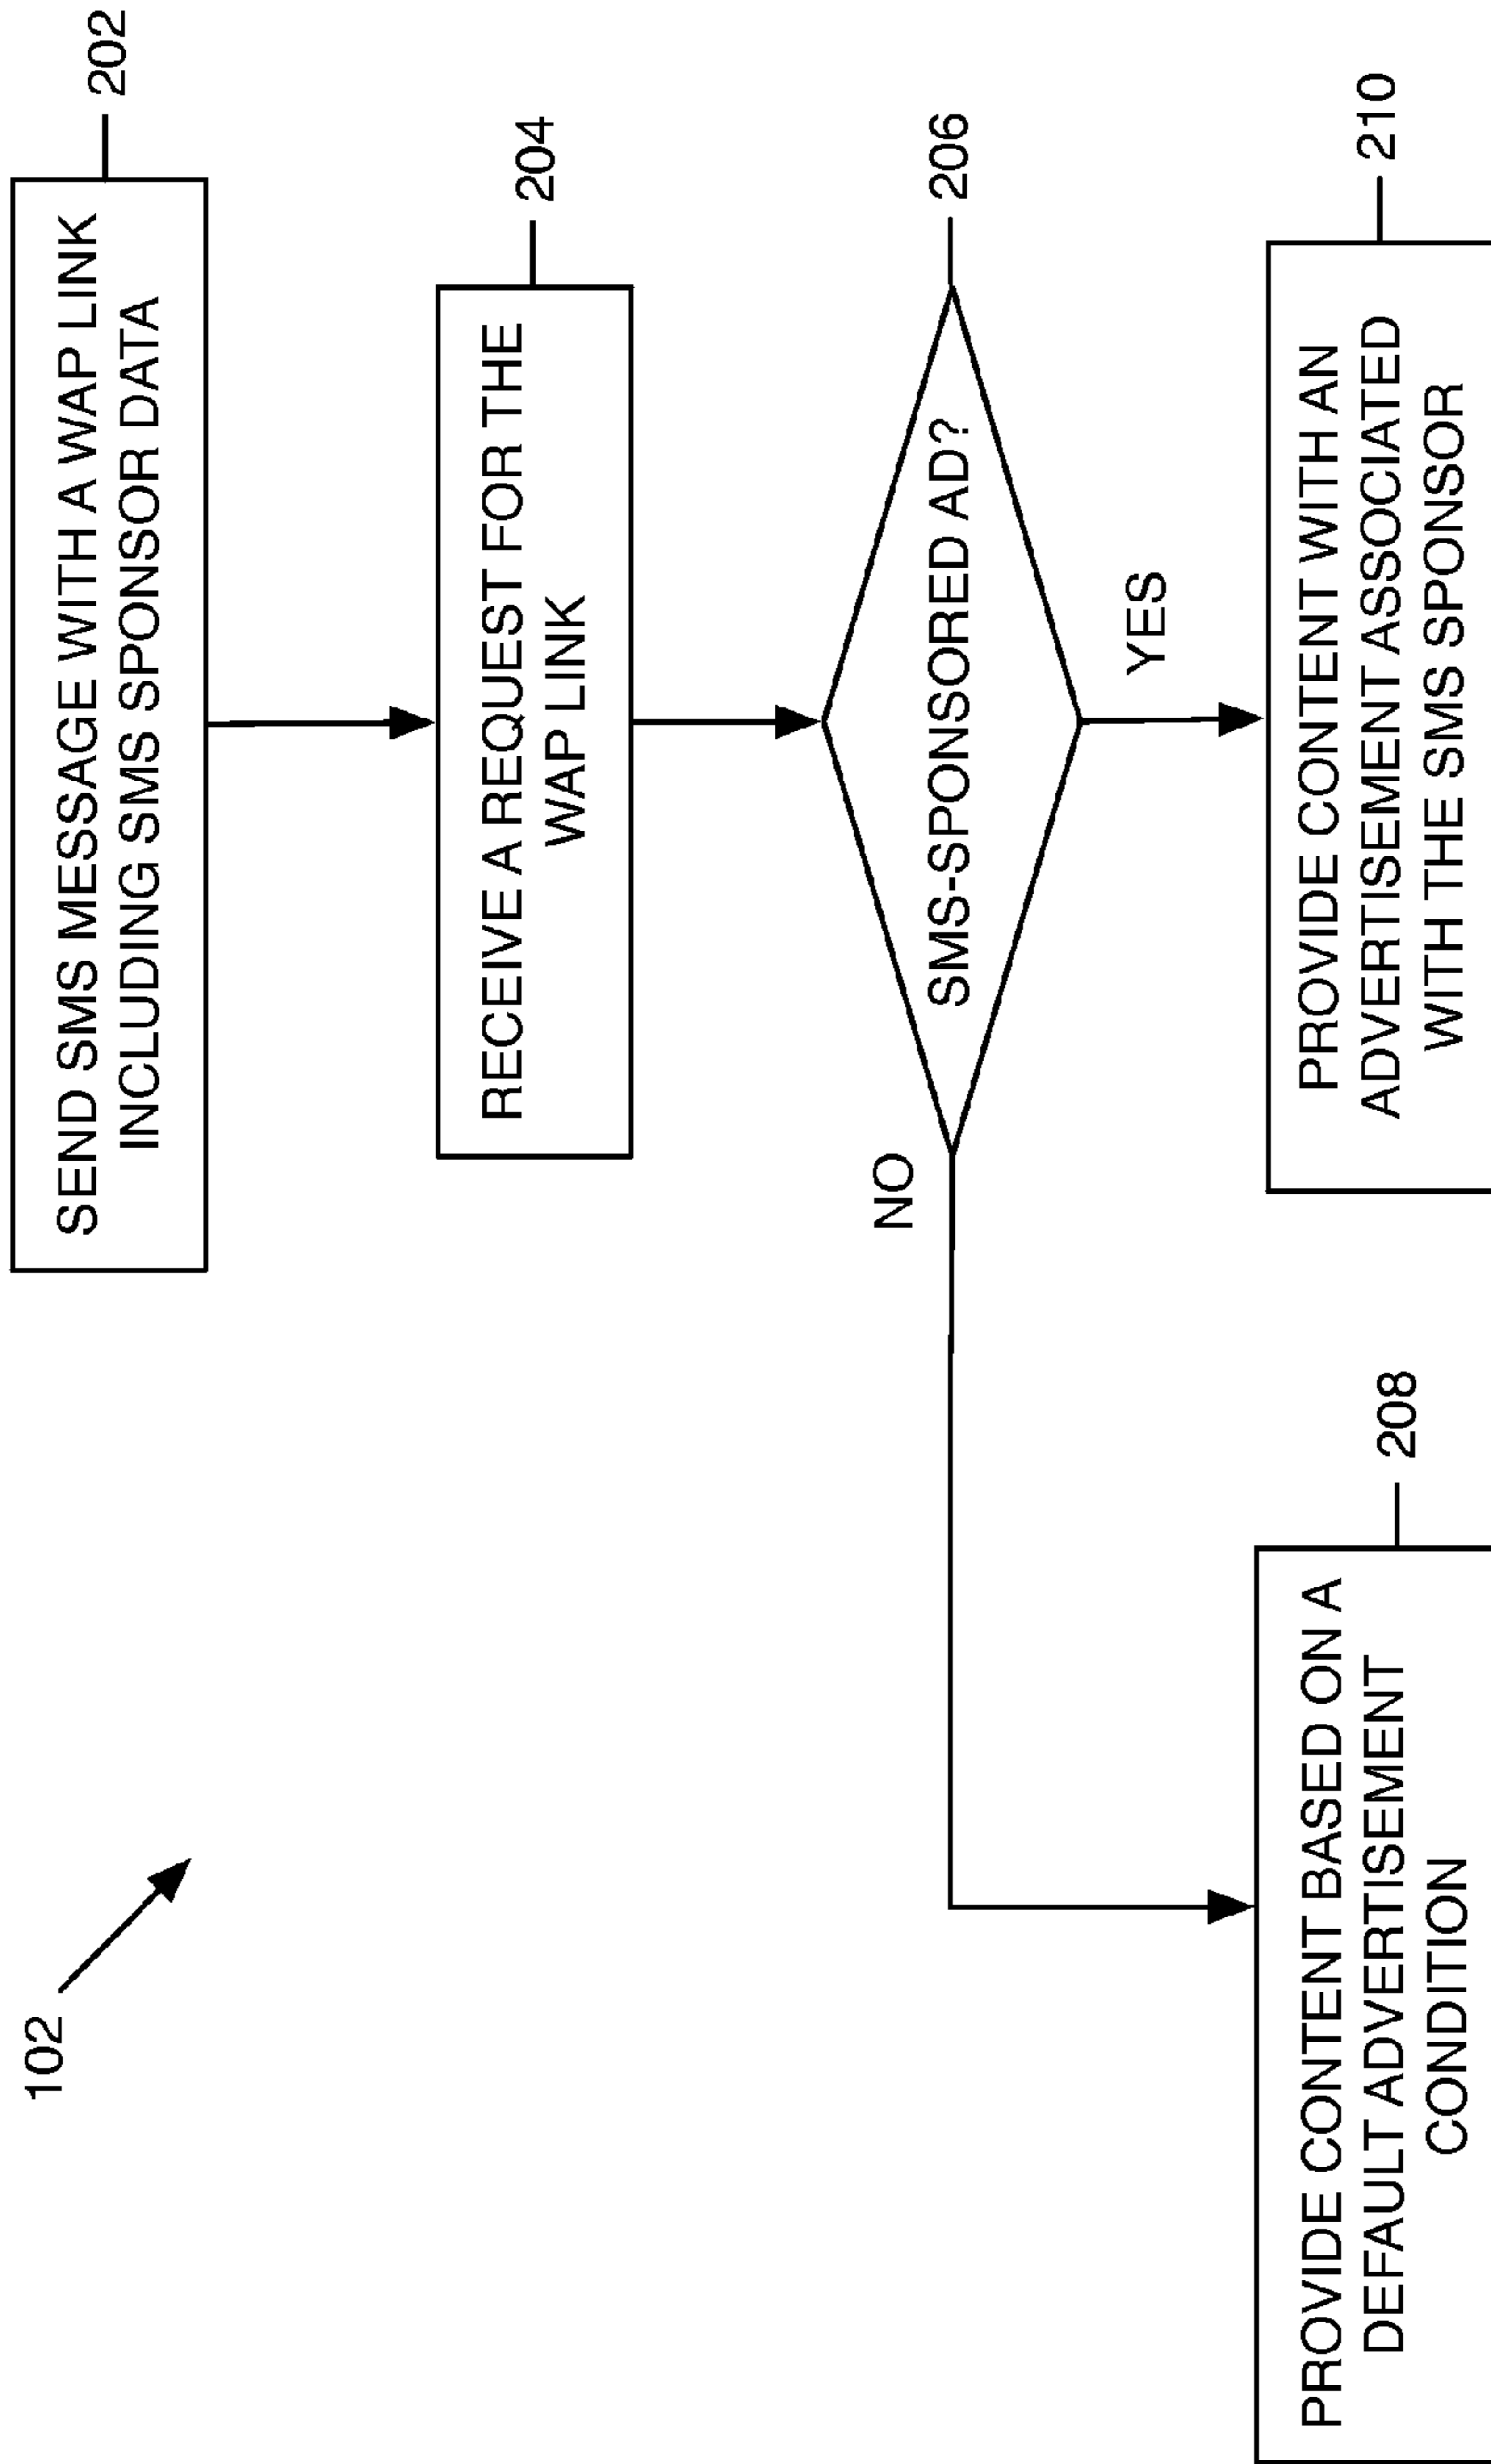 102
SEND SMS MESSAGE WITH A WAP LINK
INCLUDING SMS SPONSOR DATA
202
RECEIVE A REQUEST FOR THE
WAP LINK
204
SMS-SPONSORED AD?
206
NO
YES
PROVIDE CONTENT BASED ON A
DEFAULT ADVERTISEMENT
CONDITION
208
PROVIDE CONTENT WITH AN
ADVERTISEMENT ASSOCIATED
WITH THE SMS SPONSOR
210